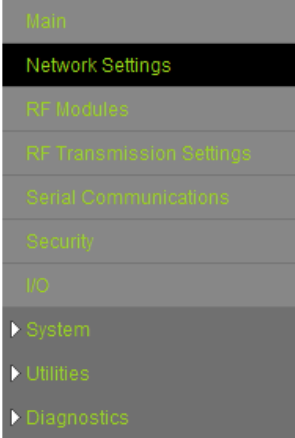 Main
Network Settings
RF Modules
RF Transmission Settings
Serial Communications
Security
I/O
System
Utilities
Diagnostics